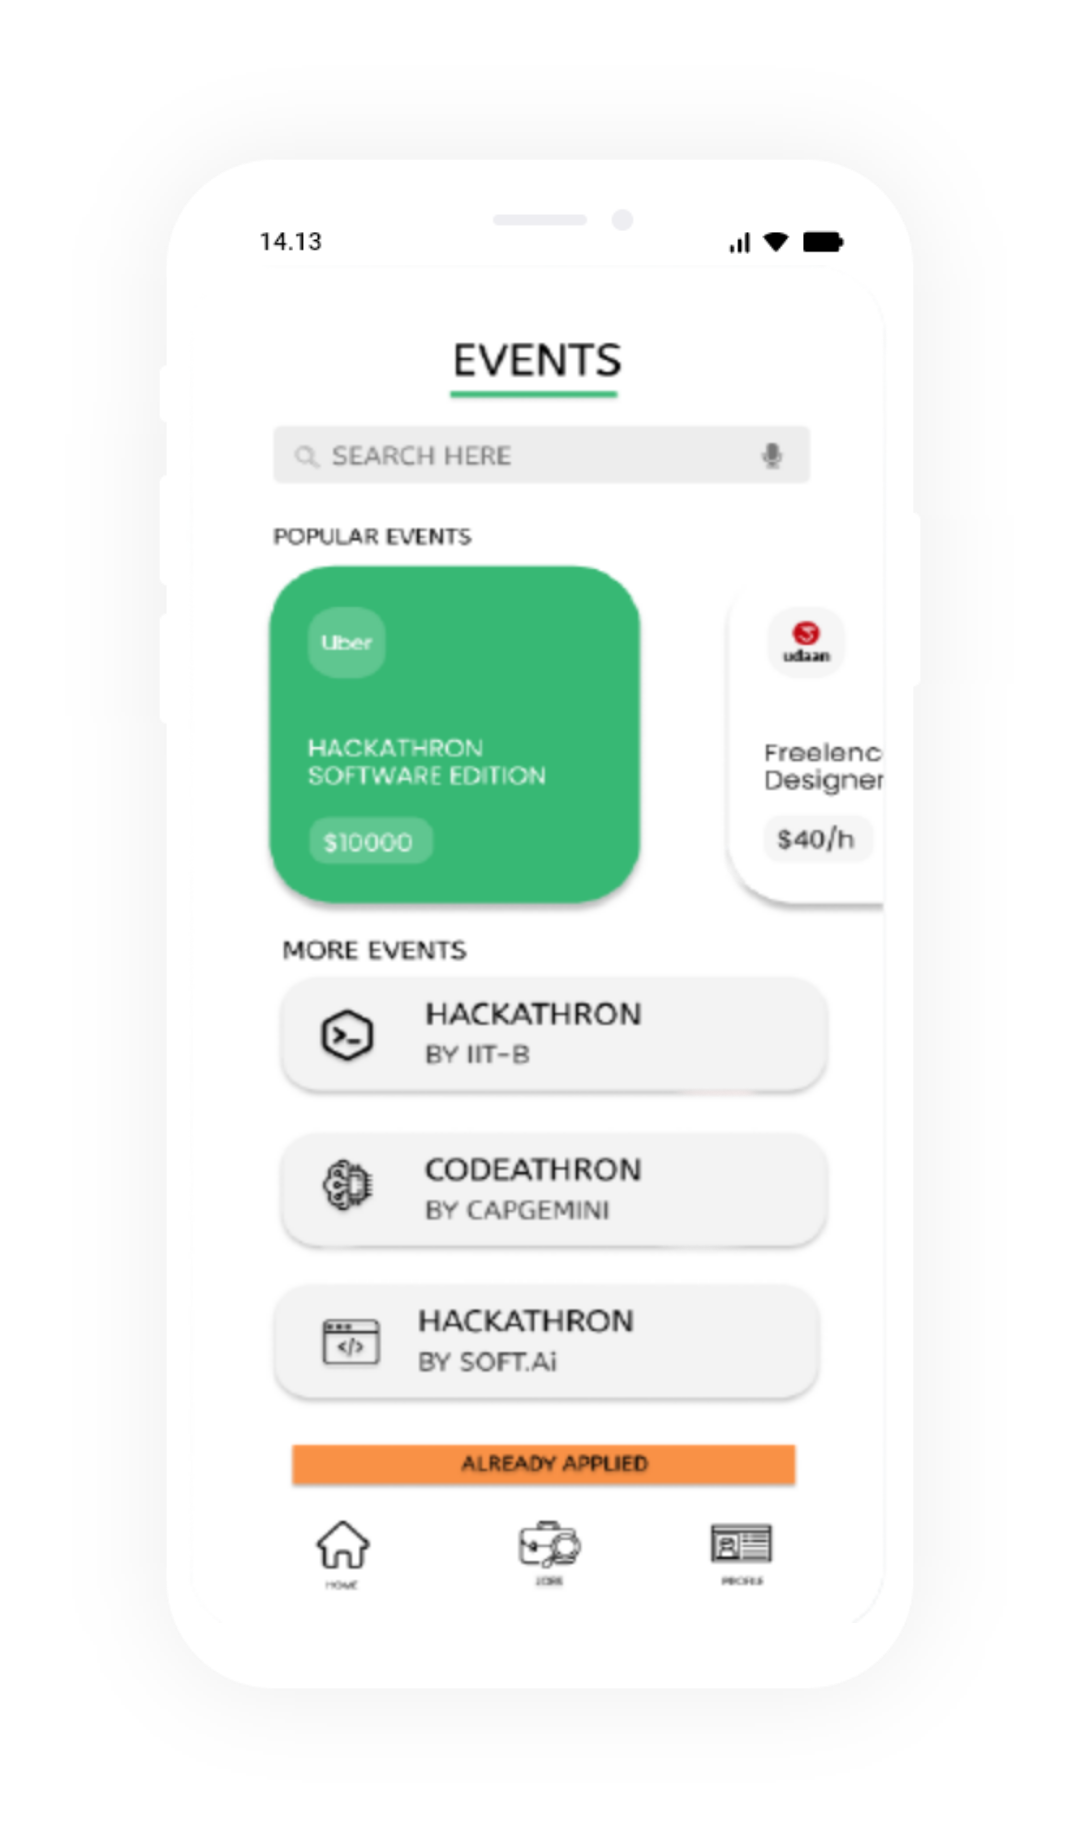 14.13
EVENTS
SEARCH HERE
POPULAR EVENTS
Uber
HACKATHRON
SOFTWARE EDITION
$10000
udaan
Freelenc
Designer
$40/h
MORE EVENTS
>_
HACKATHRON
BY IIT-B
CODEATHRON
BY CAPGEMINI
</>
HACKATHRON
BY SOFT.Ai
ALREADY APPLIED
HOME
JOBS
PROFILE